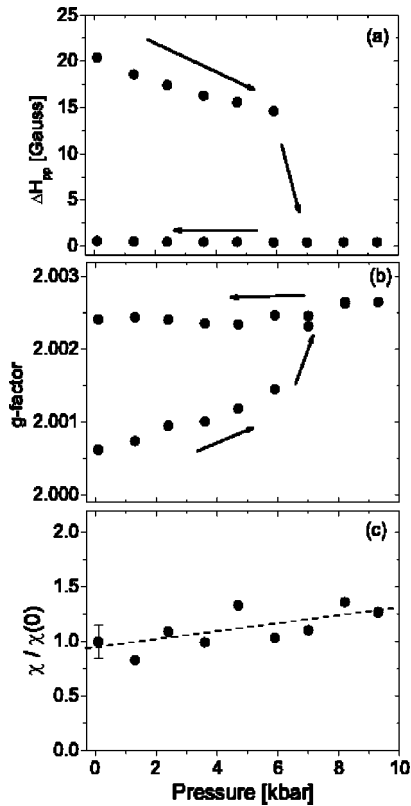 (a)
25
20
15
10
5
0
ΔHpp [Gauss]
(b)
2.003
2.002
2.001
2.000
g-factor
(c)
2.0
1.5
1.0
0.5
0.0
χ / χ(0)
0 2 4 6 8 10
Pressure [kbar]